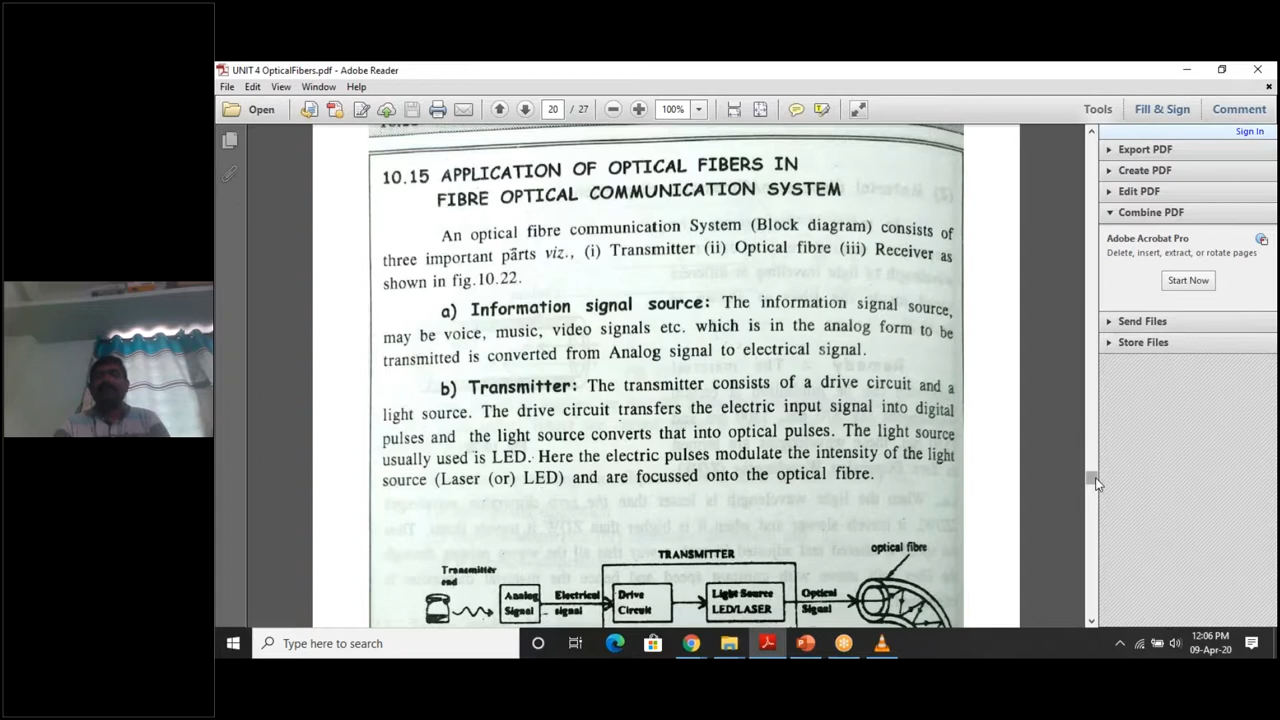 UNIT 4 OpticalFibers.pdf - Adobe Reader
File Edit View Window Help
Open 20 / 27 100% Tools Fill & Sign Comment
Sign In
10.15 APPLICATION OF OPTICAL FIBERS IN
FIBRE OPTICAL COMMUNICATION SYSTEM
An optical fibre communication System (Block diagram) consists of
three important parts viz., (i) Transmitter (ii) Optical fibre (iii) Receiver as
shown in fig.10.22.
a) Information signal source: The information signal source,
may be voice, music, video signals etc. which is in the analog form to be
transmitted is converted from Analog signal to electrical signal.
b) Transmitter: The transmitter consists of a drive circuit and a
light source. The drive circuit transfers the electric input signal into digital
pulses and the light source converts that into optical pulses. The light source
usually used is LED. Here the electric pulses modulate the intensity of the light
source (Laser (or) LED) and are focussed onto the optical fibre.
TRANSMITTER
optical fibre
Transmitter
end
Analog
Signal
Electrical
signal
Drive
Circuit
Light Source
LED/LASER
Optical
Signal
Export PDF
Create PDF
Edit PDF
Combine PDF
Adobe Acrobat Pro
Delete, insert, extract, or rotate pages
Start Now
Send Files
Store Files
Type here to search
12:06 PM
09-Apr-20